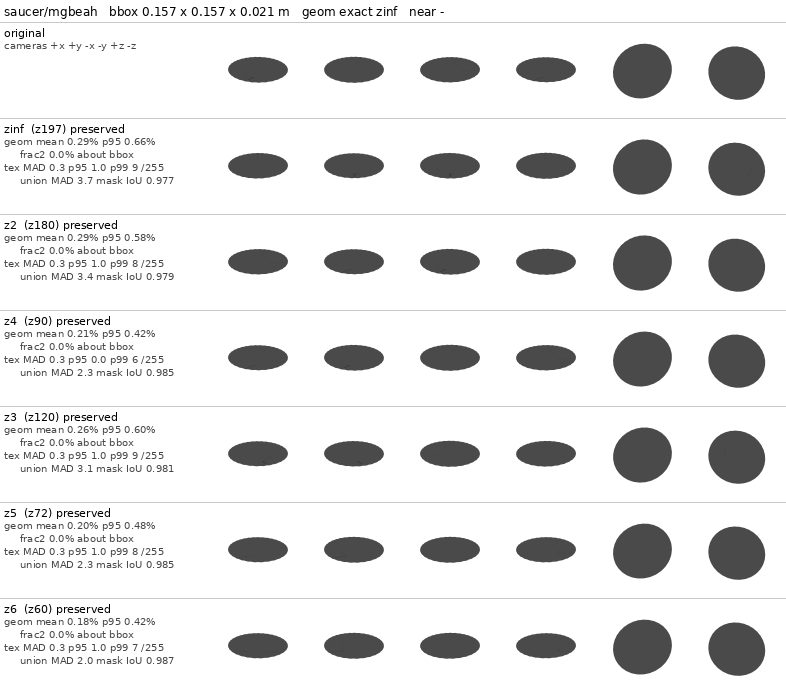 saucer/mgbeah bbox 0.157 x 0.157 x 0.021 m geom exact zinf near -
original
cameras +x +y -x -y +z -z
zinf (z197) preserved
geom mean 0.29% p95 0.66%
frac2 0.0% about bbox
tex MAD 0.3 p95 1.0 p99 9 /255
union MAD 3.7 mask IoU 0.977
z2 (z180) preserved
geom mean 0.29% p95 0.58%
frac2 0.0% about bbox
tex MAD 0.3 p95 1.0 p99 8 /255
union MAD 3.4 mask IoU 0.979
z4 (z90) preserved
geom mean 0.21% p95 0.42%
frac2 0.0% about bbox
tex MAD 0.3 p95 0.0 p99 6 /255
union MAD 2.3 mask IoU 0.985
z3 (z120) preserved
geom mean 0.26% p95 0.60%
frac2 0.0% about bbox
tex MAD 0.3 p95 1.0 p99 9 /255
union MAD 3.1 mask IoU 0.981
z5 (z72) preserved
geom mean 0.20% p95 0.48%
frac2 0.0% about bbox
tex MAD 0.3 p95 1.0 p99 8 /255
union MAD 2.3 mask IoU 0.985
z6 (z60) preserved
geom mean 0.18% p95 0.42%
frac2 0.0% about bbox
tex MAD 0.3 p95 1.0 p99 7 /255
union MAD 2.0 mask IoU 0.987